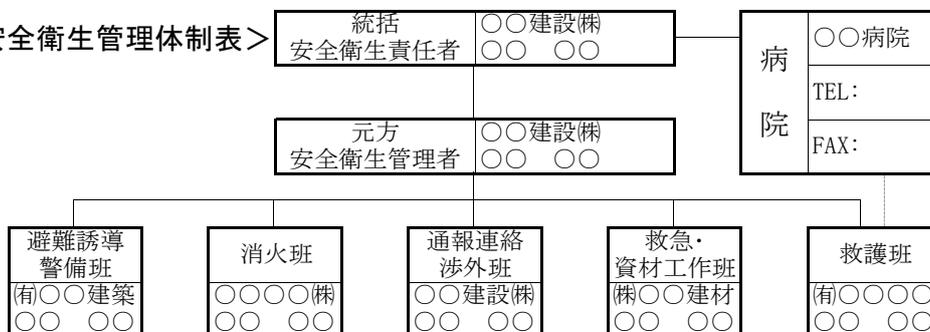 安全衛生管理体制表＞
統括
安全衛生責任者
○○建設㈱
○○　○○
病
院
○○病院
TEL:
FAX:
元方
安全衛生管理者
○○建設㈱
○○　○○
避難誘導
警備班
㈲○○建築
○○　○○
消火班
○○○○㈱
○○　○○
通報連絡
渉外班
○○建設㈱
○○　○○
救急・
資材工作班
㈱○○建材
○○　○○
救護班
㈲○○○○
○○　○○